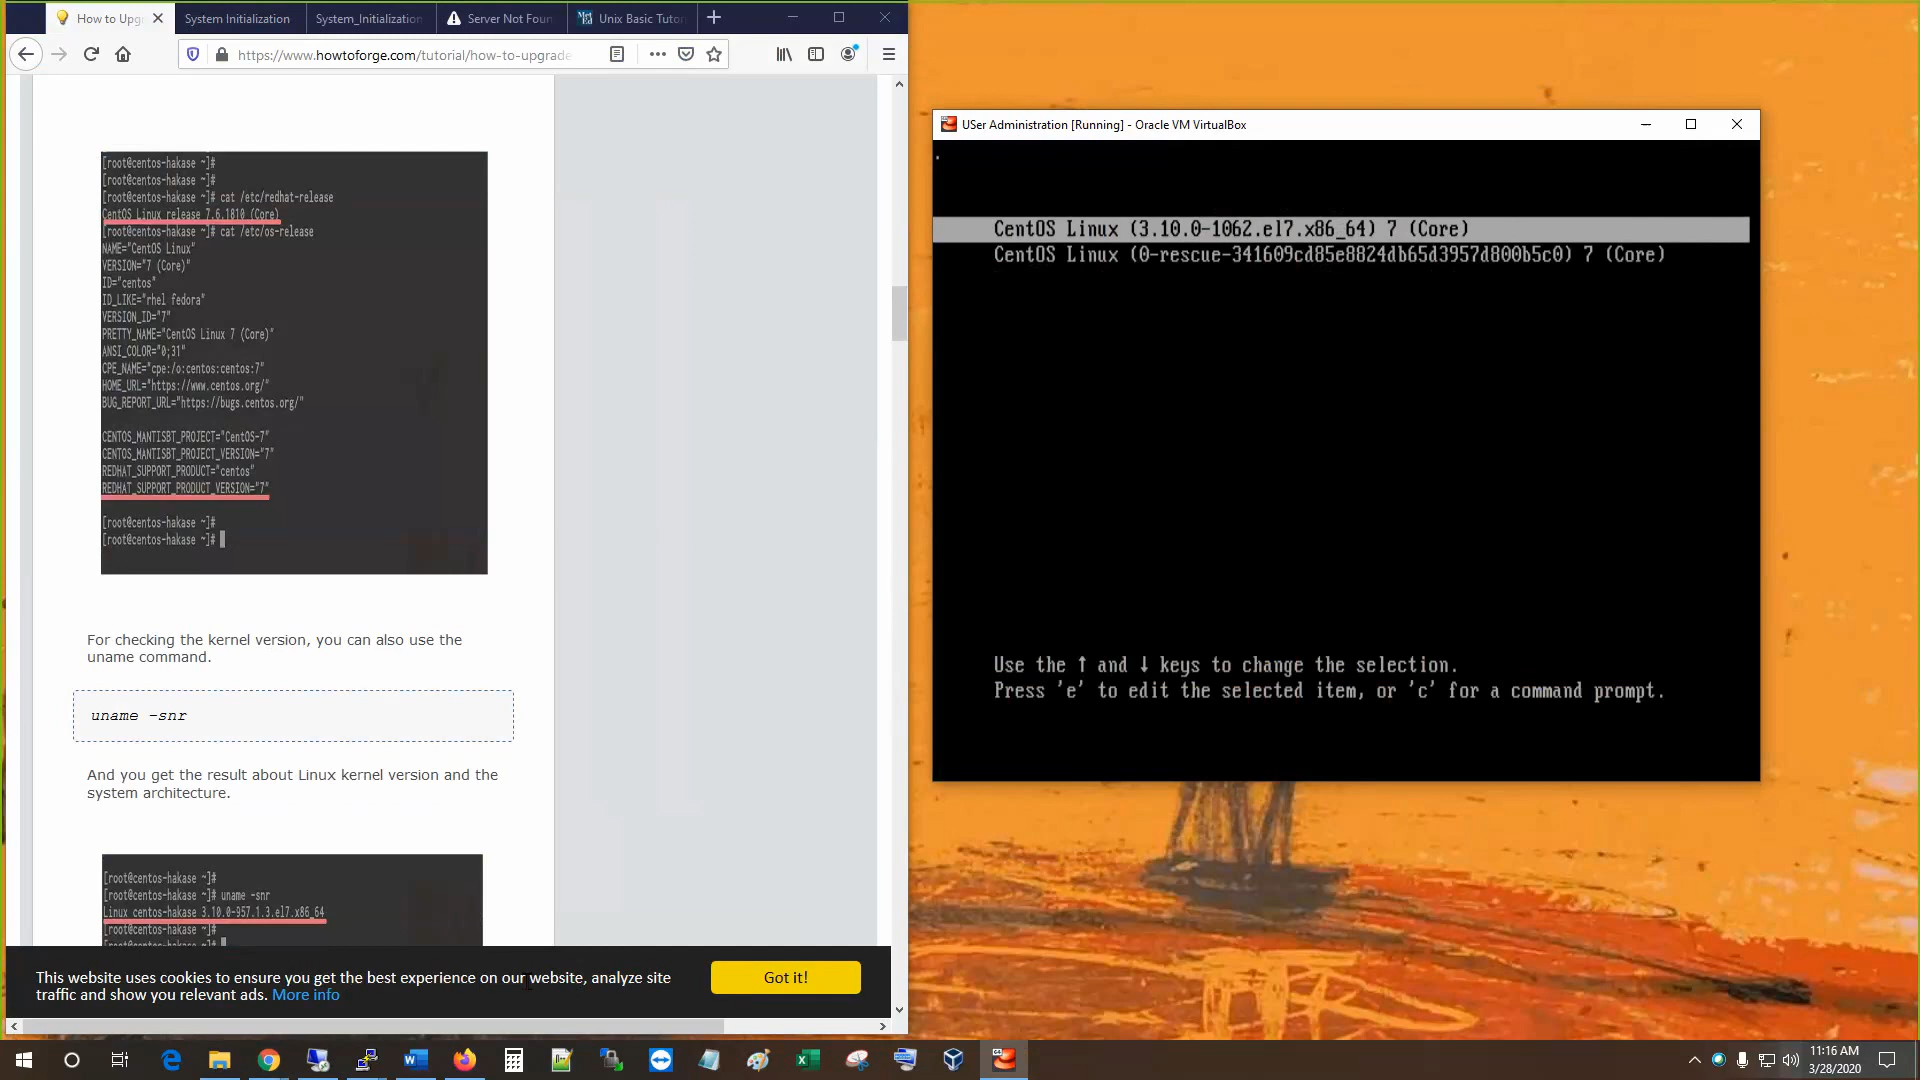 How to Upg
System Initialization
System_Initialization
Server Not Foun
Unix Basic Tutor
https://www.howtoforge.com/tutorial/how-to-upgrade
[root@centos-hakase ~]#
[root@centos-hakase ~]#
[root@centos-hakase ~]# cat /etc/redhat-release
CentOS Linux release 7.6.1810 (Core)
[root@centos-hakase ~]# cat /etc/os-release
NAME="CentOS Linux"
VERSION="7 (Core)"
ID="centos"
ID_LIKE="rhel fedora"
VERSION_ID="7"
PRETTY_NAME="CentOS Linux 7 (Core)"
ANSI_COLOR="0;31"
CPE_NAME="cpe:/o:centos:centos:7"
HOME_URL="https://www.centos.org/"
BUG_REPORT_URL="https://bugs.centos.org/"
CENTOS_MANTISBT_PROJECT="CentOS-7"
CENTOS_MANTISBT_PROJECT_VERSION="7"
REDHAT_SUPPORT_PRODUCT="centos"
REDHAT_SUPPORT_PRODUCT_VERSION="7"
[root@centos-hakase ~]#
[root@centos-hakase ~]#
For checking the kernel version, you can also use the
uname command.
uname -snr
And you get the result about Linux kernel version and the
system architecture.
[root@centos-hakase ~]#
[root@centos-hakase ~]# uname -snr
Linux centos-hakase 3.10.0-957.1.3.el7.x86_64
[root@centos-hakase ~]#
[root@centos-hakase ~]#
This website uses cookies to ensure you get the best experience on our website, analyze site
traffic and show you relevant ads. More info
Got it!
USer Administration [Running] - Oracle VM VirtualBox
CentOS Linux (3.10.0-1062.el7.x86_64) 7 (Core)
CentOS Linux (0-rescue-341609cd85e8824db65d3957d800b5c0) 7 (Core)
Use the ↑ and ↓ keys to change the selection.
Press 'e' to edit the selected item, or 'c' for a command prompt.
11:16 AM
3/28/2020